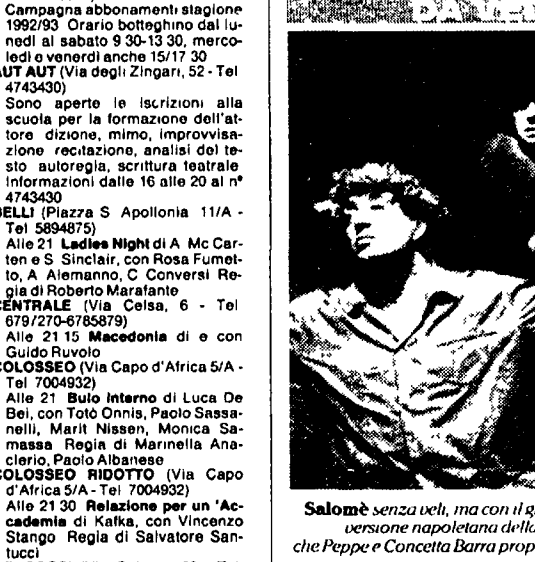 Campagna abbonamenti stagione
1992/93 Orario botteghino dal lu-
nedì al sabato 9 30-13 30, merco-
ledì e venerdì anche 15/17 30
AUT AUT (Via degli Zingari, 52 - Tel
4743430)
Sono aperte le iscrizioni alla
scuola per la formazione dell'at-
tore dizione, mimo, improvvisa-
zione recitazione, analisi del te-
sto autoregia, scrittura teatrale
Informazioni dalle 16 alle 20 al n°
4743430
BELLI (Piazza S Apollonia 11/A -
Tel 5894875)
Alle 21 Ladies Night di A Mc Car-
ten e S Sinclair, con Rosa Fumet-
to, A Alemanno, C Conversi Re-
gia di Roberto Marafante
CENTRALE (Via Celsa, 6 - Tel
679/270-6785879)
Alle 21 15 Macedonia di e con
Guido Ruvolo
COLOSSEO (Via Capo d'Africa 5/A -
Tel 7004932)
Alle 21 Buio interno di Luca De
Bei, con Totò Onnis, Paolo Sassa-
nelli, Marit Nissen, Monica Sa-
massa Regia di Marinella Ana-
clerio, Paolo Albanese
COLOSSEO RIDOTTO (Via Capo
d'Africa 5/A - Tel 7004932)
Alle 21 30 Relazione per un 'Ac-
cademia di Kafka, con Vincenzo
Stango Regia di Salvatore San-
tucci
Salomè senza veli, ma con il
versione napoletana
che Peppe e Concetta Barra